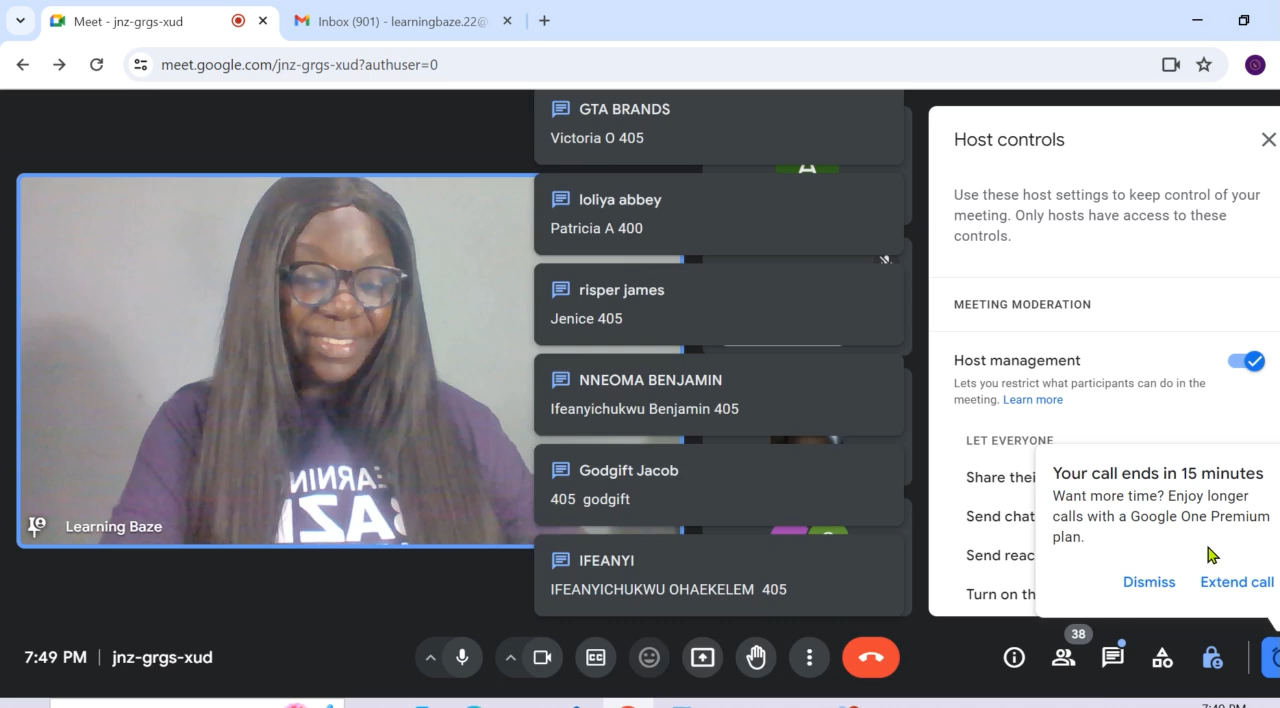 Meet - jnz-grgs-xud
Inbox (901) - learningbaze.22@
meet.google.com/jnz-grgs-xud?authuser=0
GTA BRANDS
Victoria O 405
loliya abbey
Patricia A 400
risper james
Jenice 405
NNEOMA BENJAMIN
Ifeanyichukwu Benjamin 405
Godgift Jacob
405 godgift
IFEANYI
IFEANYICHUKWU OHAEKELEM 405
Learning Baze
Host controls
Use these host settings to keep control of your
meeting. Only hosts have access to these
controls.
MEETING MODERATION
Host management
Lets you restrict what participants can do in the
meeting. Learn more
LET EVERYONE
Share thei
Send chat
Send reac
Turn on th
Your call ends in 15 minutes
Want more time? Enjoy longer
calls with a Google One Premium
plan.
Dismiss Extend call
7:49 PM | jnz-grgs-xud
38